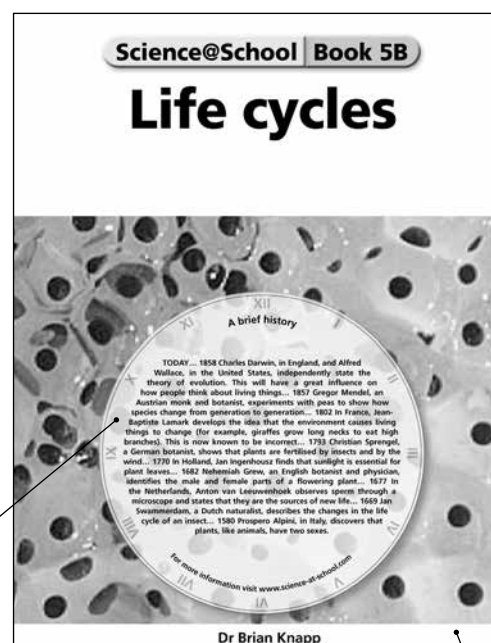 Science@School Book 5B
Life cycles
XII
I
II
III
IV
V
VI
VII
VIII
IX
X
XI
A brief history
TODAY... 1858 Charles Darwin, in England, and Alfred
Wallace, in the United States, independently state the
theory of evolution. This will have a great influence on
how people think about living things... 1857 Gregor Mendel, an
Austrian monk and botanist, experiments with peas to show how
species change from generation to generation... 1802 In France, Jean-
Baptiste Lamark develops the idea that the environment causes living
things to change (for example, giraffes grow long necks to eat high
branches). This is now known to be incorrect... 1793 Christian Sprengel,
a German botanist, shows that plants are fertilised by insects and by the
wind... 1770 In Holland, Jan Ingenhousz finds that sunlight is essential for
plant leaves... 1682 Nehemiah Grew, an English botanist and physician,
identifies the male and female parts of a flowering plant... 1677 In
the Netherlands, Anton van Leeuwenhoek observes sperm through a
microscope and states that they are the sources of new life... 1669 Jan
Swammerdam, a Dutch naturalist, describes the changes in the life
cycle of an insect... 1580 Prospero Alpini, in Italy, discovers that
plants, like animals, have two sexes.
For more information visit www.science-at-school.com
Dr Brian Knapp